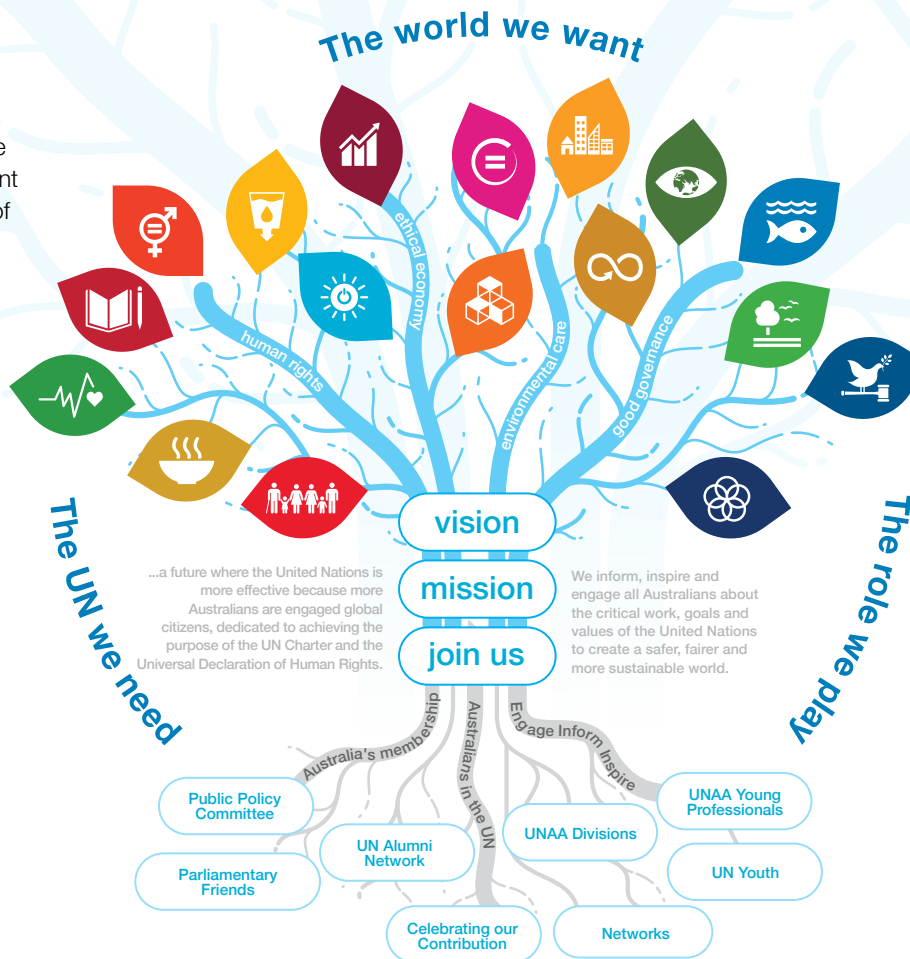 The world we want
e
nt
of
ethical economy
human rights
environmental care
good governance
The UN we need
The role we play
vision
...a future where the United Nations is
more effective because more
Australians are engaged global
citizens, dedicated to achieving the
purpose of the UN Charter and the
Universal Declaration of Human Rights.
mission
We inform, inspire and
engage all Australians about
the critical work, goals and
values of the United Nations
to create a safer, fairer and
more sustainable world.
join us
Australia's membership
Australians in the UN
Engage Inform Inspire
Public Policy
Committee
UNAA Young
Professionals
UN Alumni
Network
UNAA Divisions
Parliamentary
Friends
UN Youth
Celebrating our
Contribution
Networks